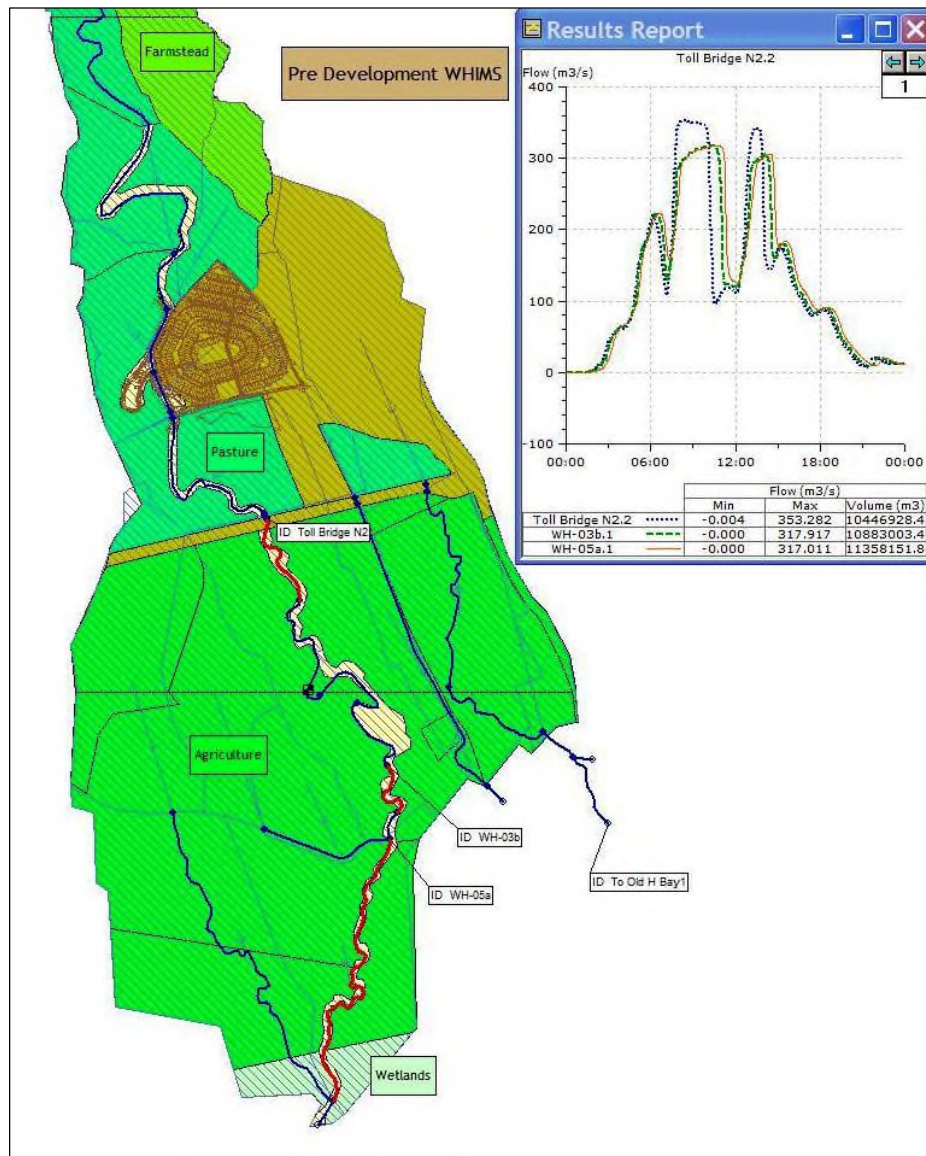 Farmstead
Pre Development WHIMS
Results Report
Toll Bridge N2.2
Flow (m3/s)
1
400
300
200
100
0
-100
00:00 06:00 12:00 18:00 00:00
Flow (m3/s)
Min Max Volume (m3)
Toll Bridge N2.2 -0.004 353.282 10446928.4
WH-03b.1 -0.000 317.917 10883003.4
WH-05a.1 -0.000 317.011 11358151.8
Pasture
ID Toll Bridge N2
Agriculture
ID WH-03b
ID To Old H Bay1
ID WH-05a
Wetlands